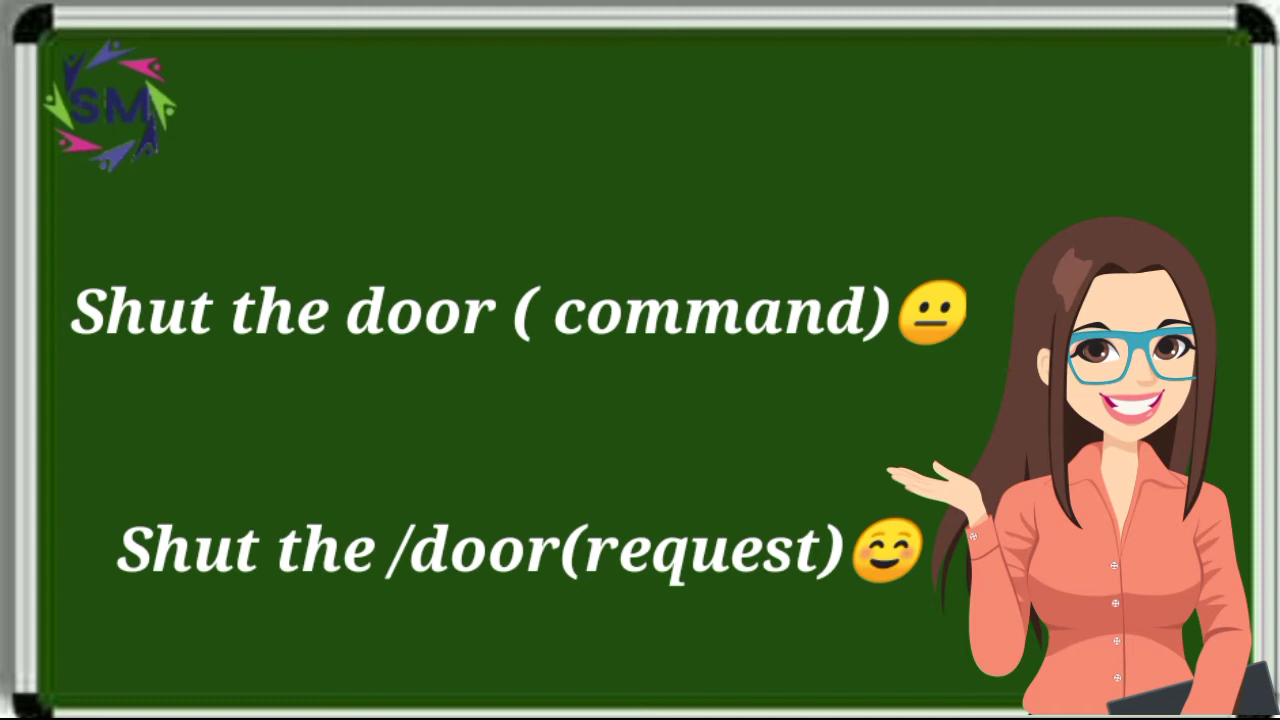 SM
Shut the door ( command)😐
Shut the /door(request)☺️